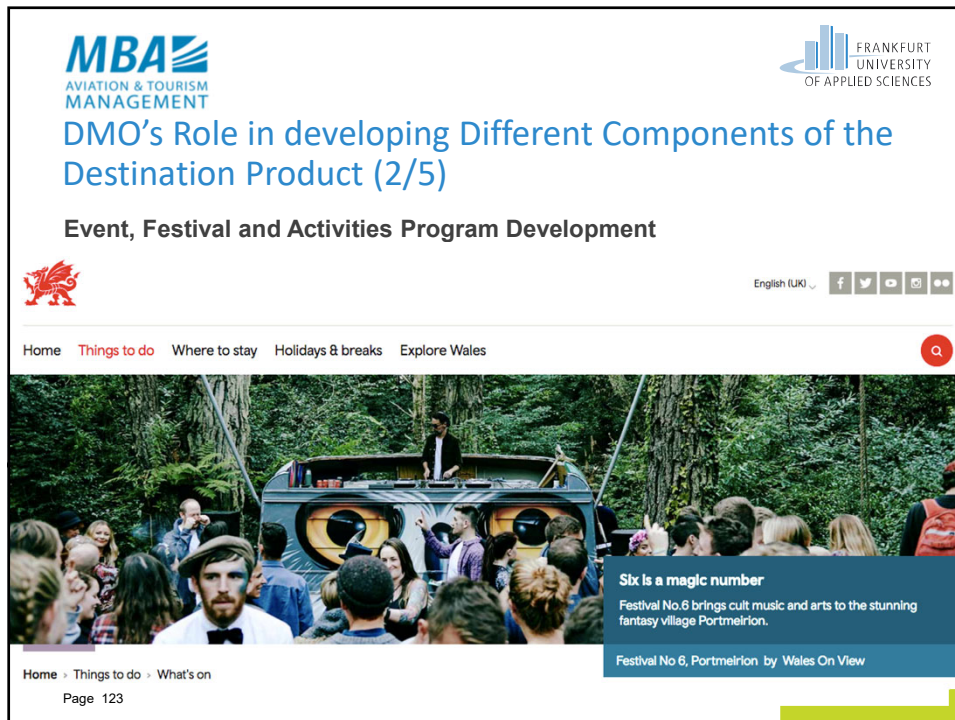 MBA
AVIATION & TOURISM
MANAGEMENT
FRANKFURT
UNIVERSITY
OF APPLIED SCIENCES
DMO’s Role in developing Different Components of the
Destination Product (2/5)
Event, Festival and Activities Program Development
English (UK)
Home Things to do Where to stay Holidays & breaks Explore Wales
Six is a magic number
Festival No.6 brings cult music and arts to the stunning
fantasy village Portmeirion.
Festival No 6, Portmeirion by Wales On View
Home › Things to do › What's on
Page 123